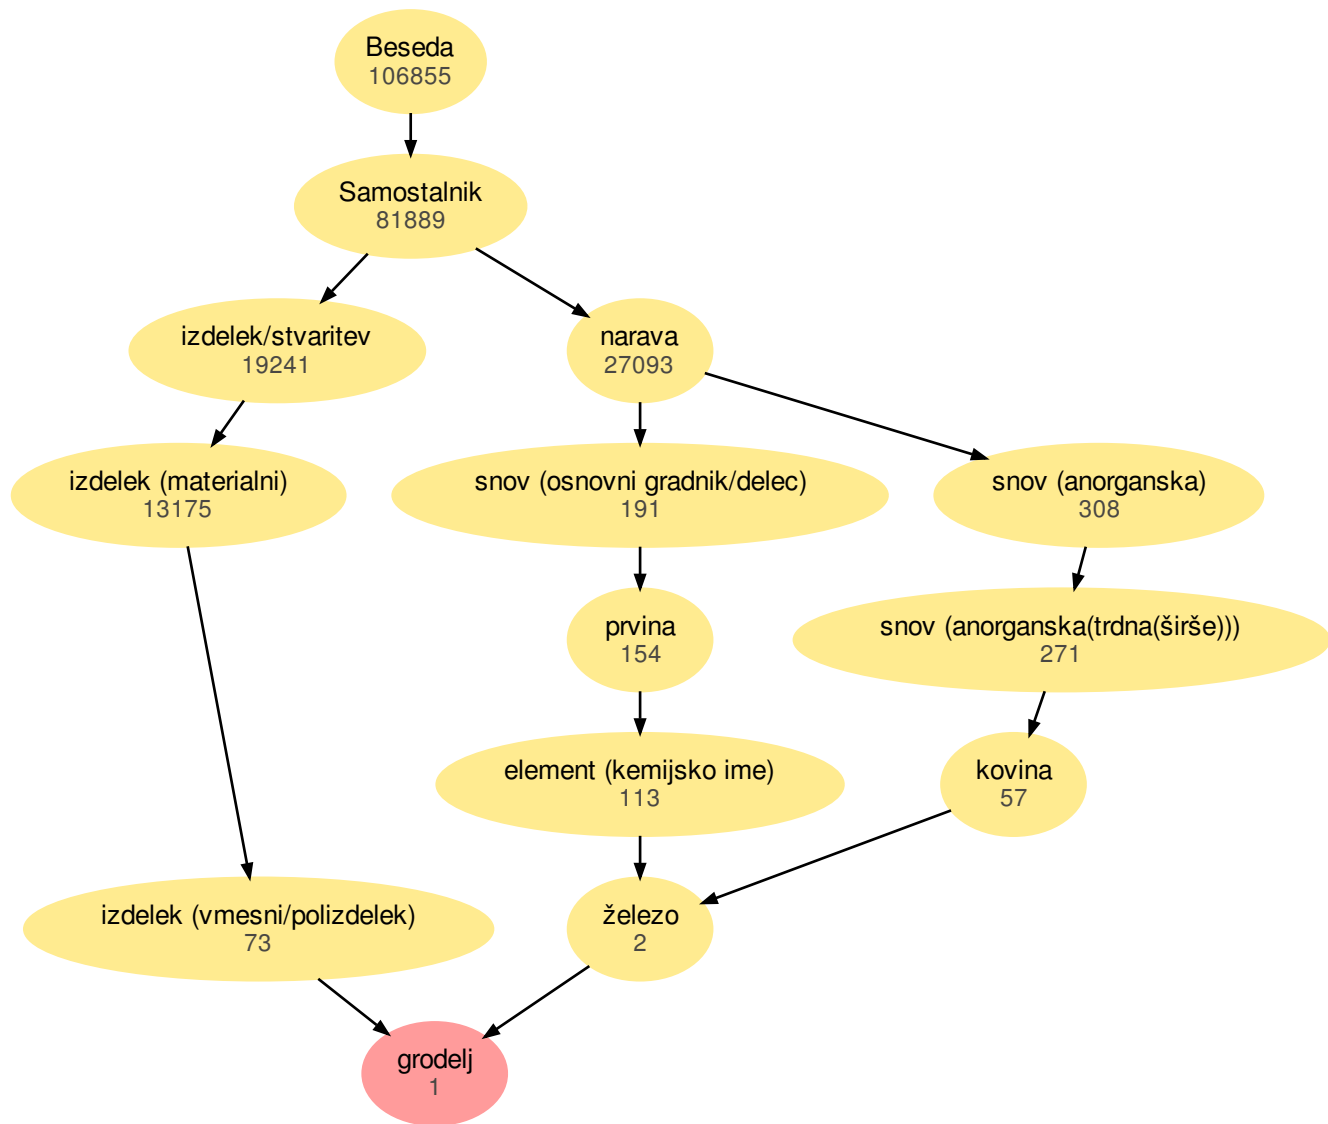 Beseda
106855
Samostalnik
81889
izdelek/stvaritev
19241
narava
27093
izdelek (materialni)
13175
snov (osnovni gradnik/delec)
191
snov (anorganska)
308
prvina
154
snov (anorganska(trdna(širše)))
271
element (kemijsko ime)
113
kovina
57
izdelek (vmesni/polizdelek)
73
železo
2
grodelj
1